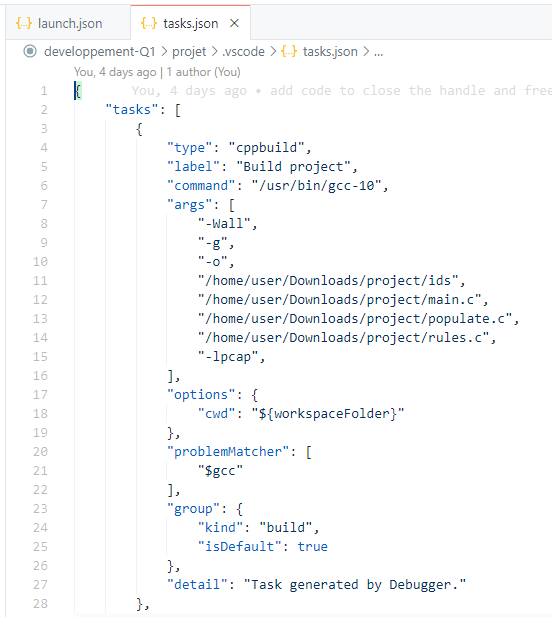 {..} launch.json
{..} tasks.json ×
developpement-Q1 > projet > .vscode > {..} tasks.json > ...
You, 4 days ago | 1 author (You)
1 { You, 4 days ago • add code to close the handle and free
2 "tasks": [
3 {
4 "type": "cppbuild",
5 "label": "Build project",
6 "command": "/usr/bin/gcc-10",
7 "args": [
8 "-Wall",
9 "-g",
10 "-o",
11 "/home/user/Downloads/project/ids",
12 "/home/user/Downloads/project/main.c",
13 "/home/user/Downloads/project/populate.c",
14 "/home/user/Downloads/project/rules.c",
15 "-lpcap",
16 ],
17 "options": {
18 "cwd": "${workspaceFolder}"
19 },
20 "problemMatcher": [
21 "$gcc"
22 ],
23 "group": {
24 "kind": "build",
25 "isDefault": true
26 },
27 "detail": "Task generated by Debugger."
28 },